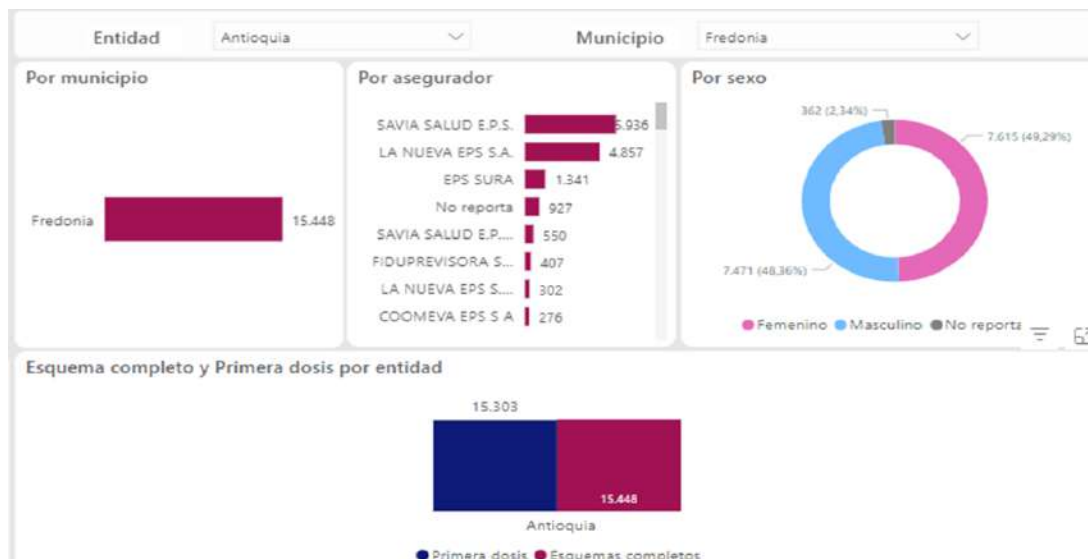 Entidad Antioquia Municipio Fredonia
Por municipio
Fredonia 15.448
Por asegurador
SAVIA SALUD E.P.S. 5.936
LA NUEVA EPS S.A. 4.857
EPS SURA 1.341
No reporta 927
SAVIA SALUD E.P.... 550
FIDUPREVISORA S... 407
LA NUEVA EPS S.... 302
COOMEVA EPS S A 276
Por sexo
362 (2,34%)
7.615 (49,29%)
7.471 (48,36%)
Femenino Masculino No reporta
Esquema completo y Primera dosis por entidad
15.303
15.448
Antioquia
Primera dosis Esquemas completos